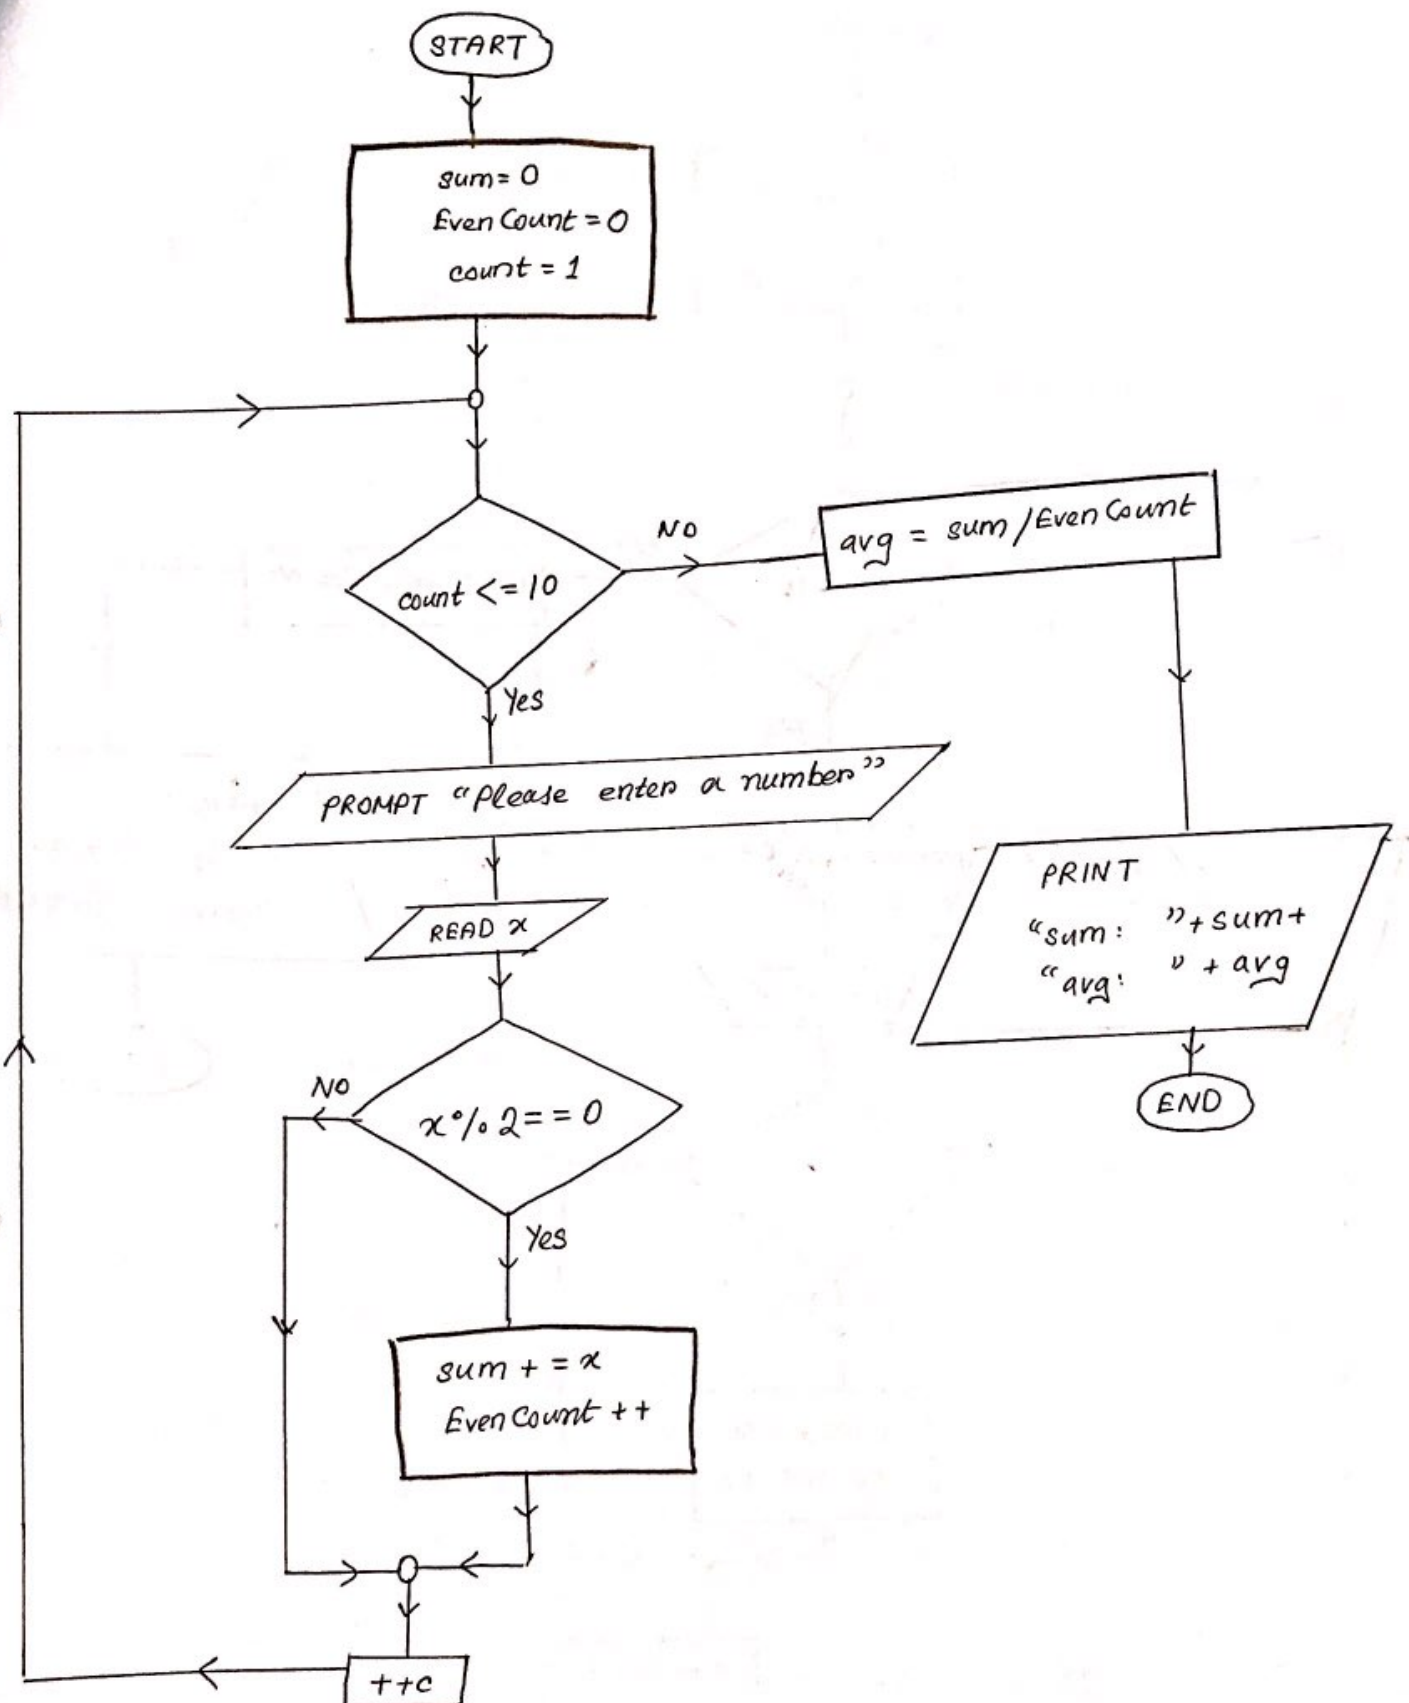 START
sum = 0
Even Count = 0
count = 1
count <= 10
NO
avg = sum / Even Count
Yes
PROMPT "Please enter a number"
READ x
PRINT
"sum: "+ sum +
"avg: " + avg
END
NO
x % 2 = = 0
Yes
sum + = x
Even Count + +
++c